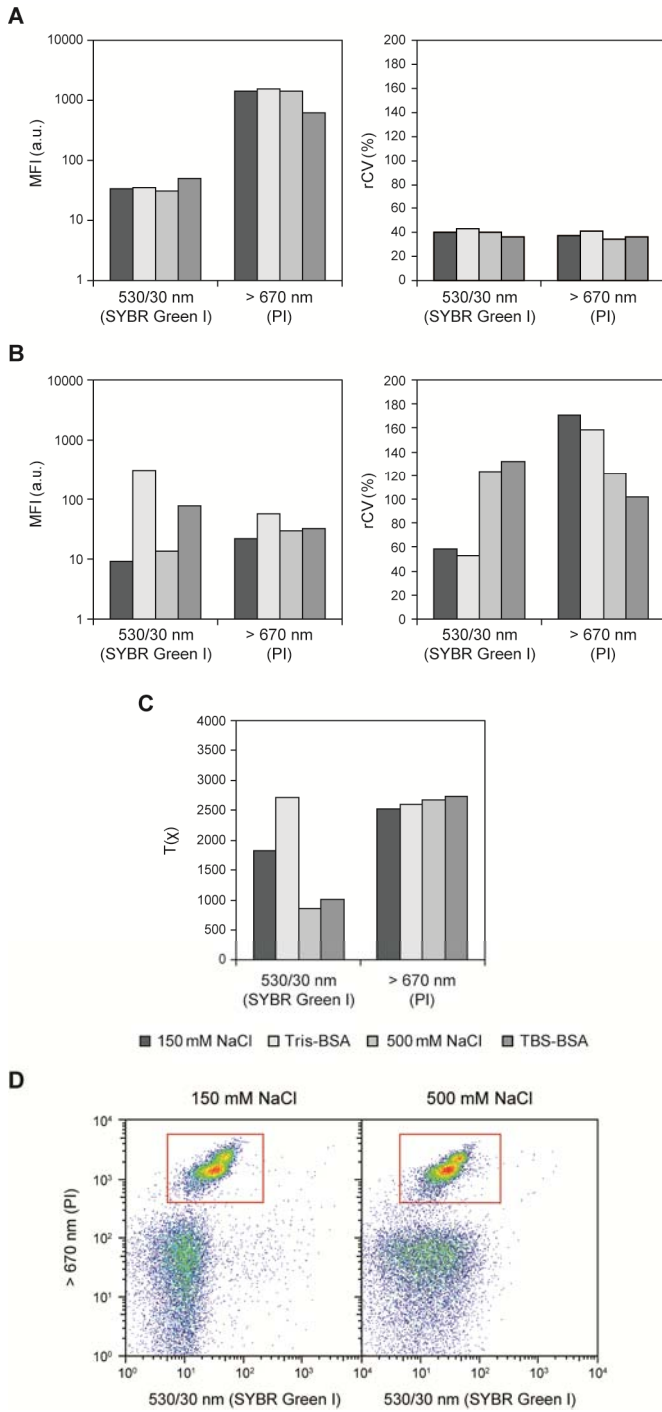 A
MFI (a.u.)
10000
1000
100
10
1
530/30 nm
(SYBR Green I)
> 670 nm
(PI)
rCV (%)
200
180
160
140
120
100
80
60
40
20
0
530/30 nm
(SYBR Green I)
> 670 nm
(PI)
B
MFI (a.u.)
10000
1000
100
10
1
530/30 nm
(SYBR Green I)
> 670 nm
(PI)
rCV (%)
200
180
160
140
120
100
80
60
40
20
0
530/30 nm
(SYBR Green I)
> 670 nm
(PI)
C
T(χ)
4000
3500
3000
2500
2000
1500
1000
500
0
530/30 nm
(SYBR Green I)
> 670 nm
(PI)
150 mM NaCl Tris-BSA 500 mM NaCl TBS-BSA
D
150 mM NaCl 500 mM NaCl
> 670 nm (PI)
10⁴
10³
10²
10¹
10⁰
10⁰ 10¹ 10² 10³ 10⁴ 10¹ 10² 10³ 10⁴
530/30 nm (SYBR Green I) 530/30 nm (SYBR Green I)